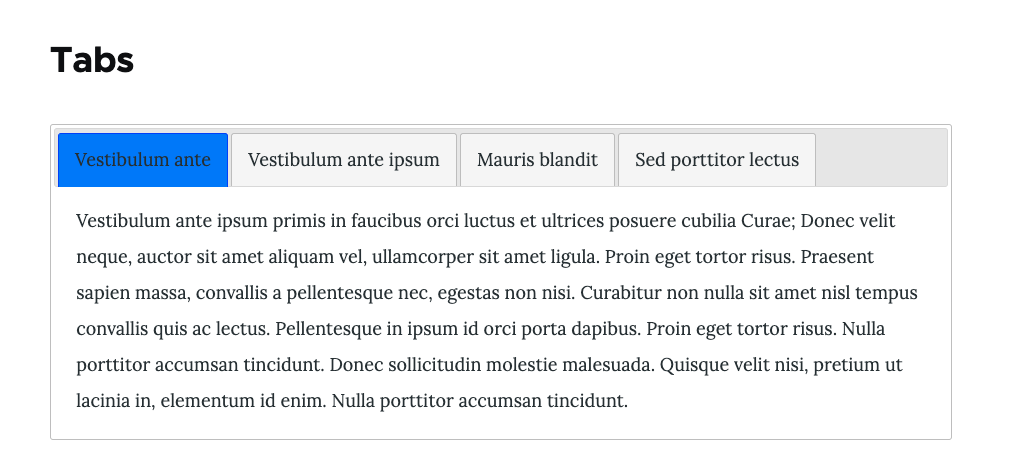 Tabs
Vestibulum ante Vestibulum ante ipsum Mauris blandit Sed porttitor lectus
Vestibulum ante ipsum primis in faucibus orci luctus et ultrices posuere cubilia Curae; Donec velit
neque, auctor sit amet aliquam vel, ullamcorper sit amet ligula. Proin eget tortor risus. Praesent
sapien massa, convallis a pellentesque nec, egestas non nisi. Curabitur non nulla sit amet nisl tempus
convallis quis ac lectus. Pellentesque in ipsum id orci porta dapibus. Proin eget tortor risus. Nulla
porttitor accumsan tincidunt. Donec sollicitudin molestie malesuada. Quisque velit nisi, pretium ut
lacinia in, elementum id enim. Nulla porttitor accumsan tincidunt.